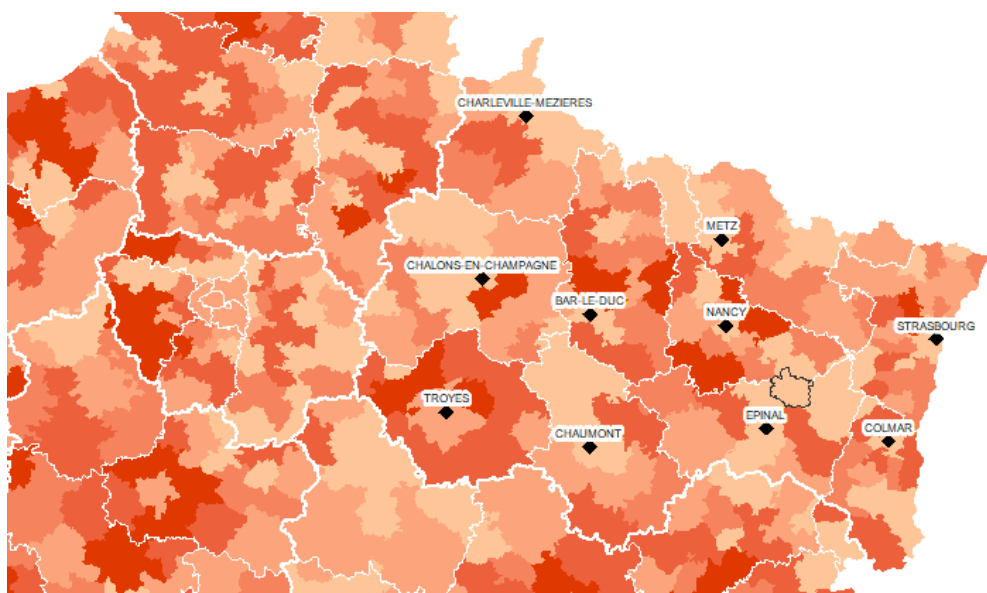 CHARLEVILLE-MEZIERES
METZ
CHALONS-EN-CHAMPAGNE
BAR-LE-DUC
NANCY
STRASBOURG
TROYES
EPINAL
COLMAR
CHAUMONT